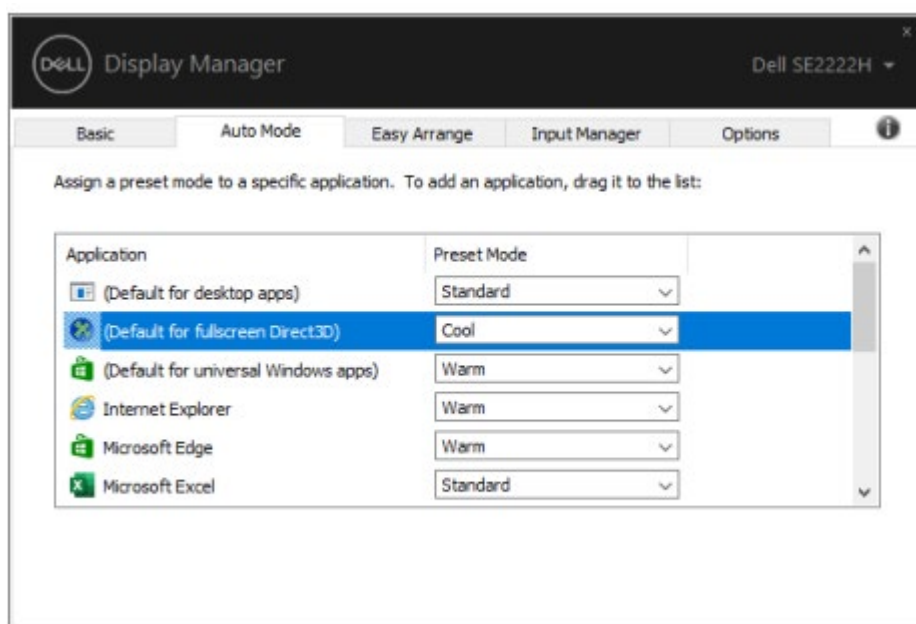 ×
DELL Display Manager Dell SE2222H
Basic Auto Mode Easy Arrange Input Manager Options
Assign a preset mode to a specific application. To add an application, drag it to the list:
Application Preset Mode
(Default for desktop apps) Standard
(Default for fullscreen Direct3D) Cool
(Default for universal Windows apps) Warm
Internet Explorer Warm
Microsoft Edge Warm
Microsoft Excel Standard